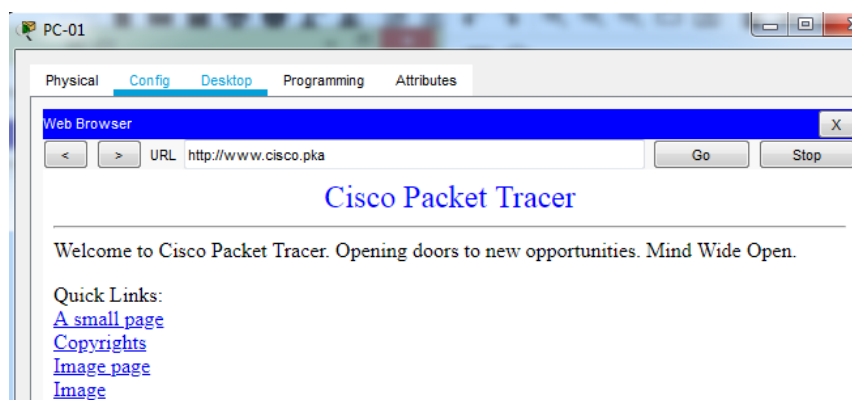 PC-01
Physical Config Desktop Programming Attributes
Web Browser X
< > URL http://www.cisco.pka Go Stop
Cisco Packet Tracer
Welcome to Cisco Packet Tracer. Opening doors to new opportunities. Mind Wide Open.
Quick Links:
A small page
Copyrights
Image page
Image